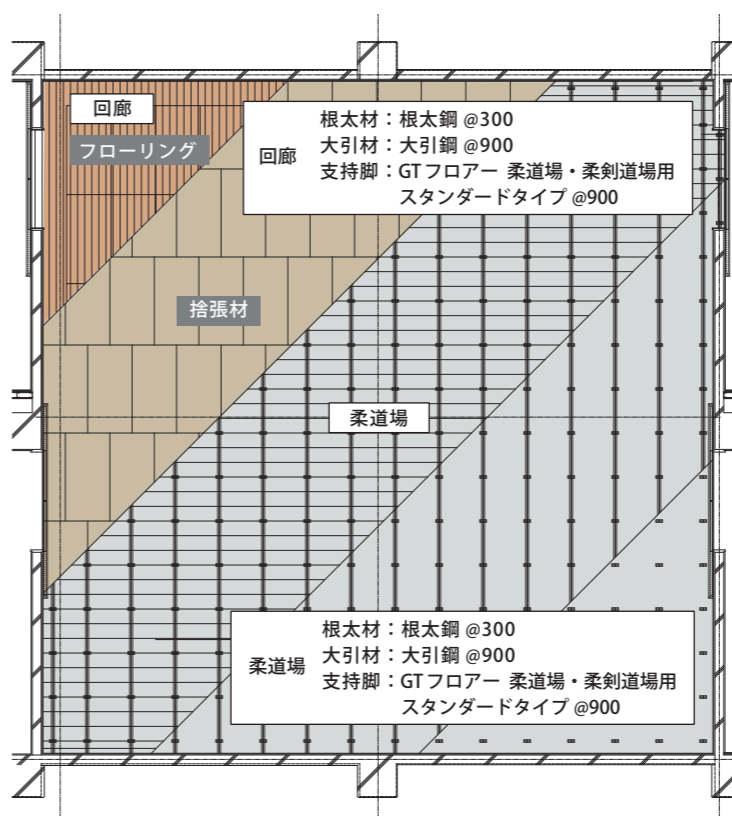 回廊
フローリング
回廊
根太材：根太鋼 @300
大引材：大引鋼 @900
支持脚：GTフロアー 柔道場・柔剣道場用
スタンダードタイプ @900
捨張材
柔道場
柔道場
根太材：根太鋼 @300
大引材：大引鋼 @900
支持脚：GTフロアー 柔道場・柔剣道場用
スタンダードタイプ @900